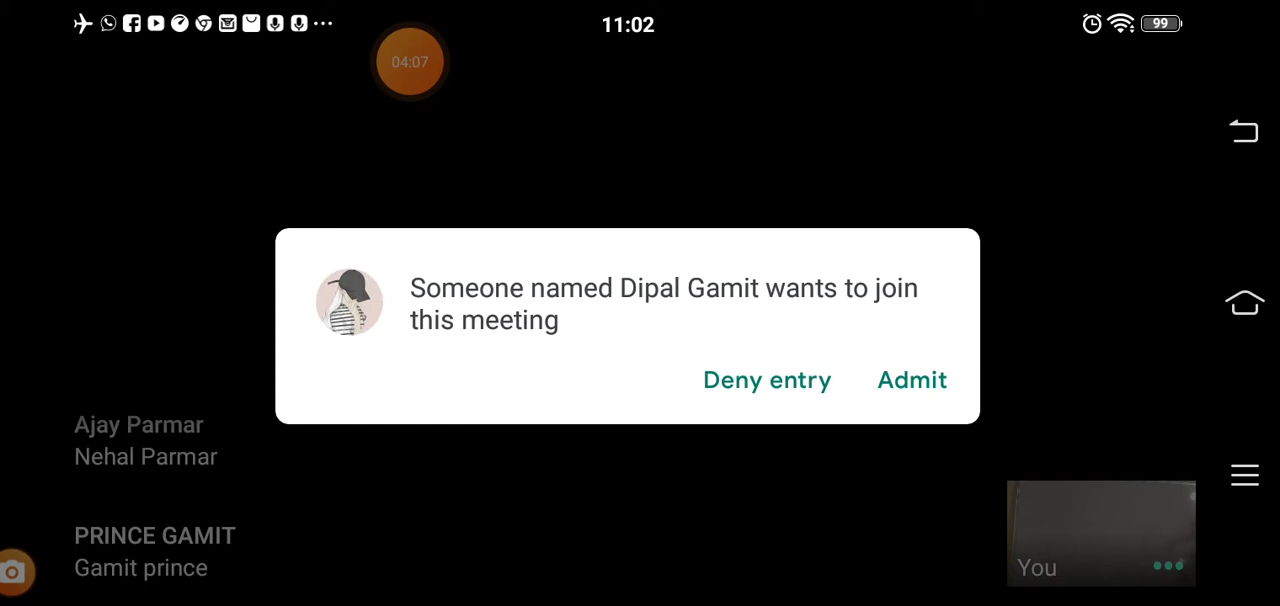 11:02
99
04:07
Someone named Dipal Gamit wants to join
this meeting
Deny entry
Admit
Ajay Parmar
Nehal Parmar
PRINCE GAMIT
Gamit prince
You